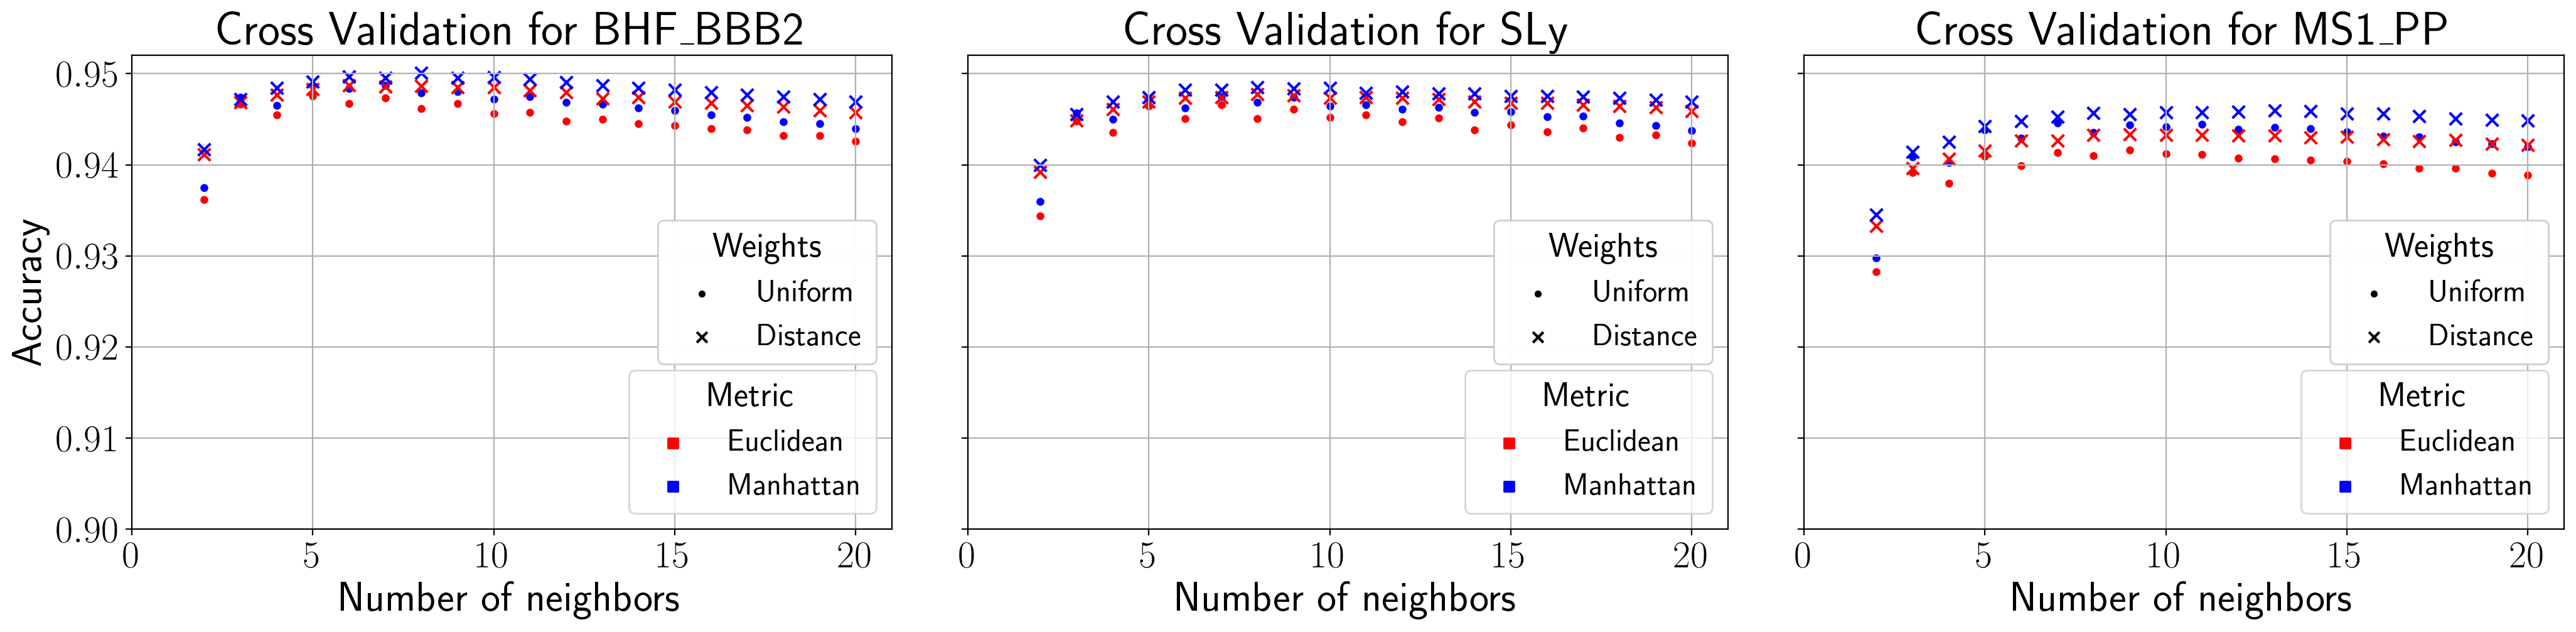 Cross Validation for BHF_BBB2
Accuracy
0.95
0.94
0.93
0.92
0.91
0.90
0
5
10
15
20
Number of neighbors
Weights
Uniform
Distance
Metric
Euclidean
Manhattan
Cross Validation for SLy
0
5
10
15
20
Number of neighbors
Weights
Uniform
Distance
Metric
Euclidean
Manhattan
Cross Validation for MS1_PP
0
5
10
15
20
Number of neighbors
Weights
Uniform
Distance
Metric
Euclidean
Manhattan